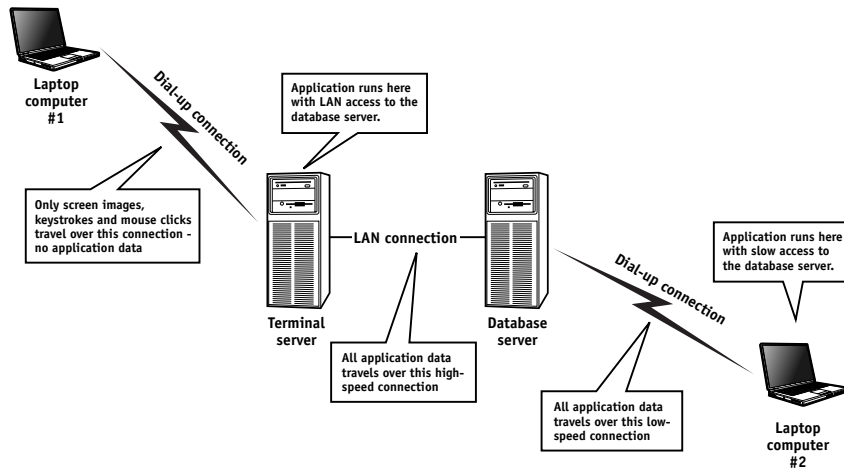 Laptop
computer
#1
Dial-up connection
Application runs here
with LAN access to the
database server.
Only screen images,
keystrokes and mouse clicks
travel over this connection -
no application data
LAN connection
Terminal
server
Database
server
All application data
travels over this high-
speed connection
Dial-up connection
Application runs here
with slow access to
the database server.
All application data
travels over this low-
speed connection
Laptop
computer
#2